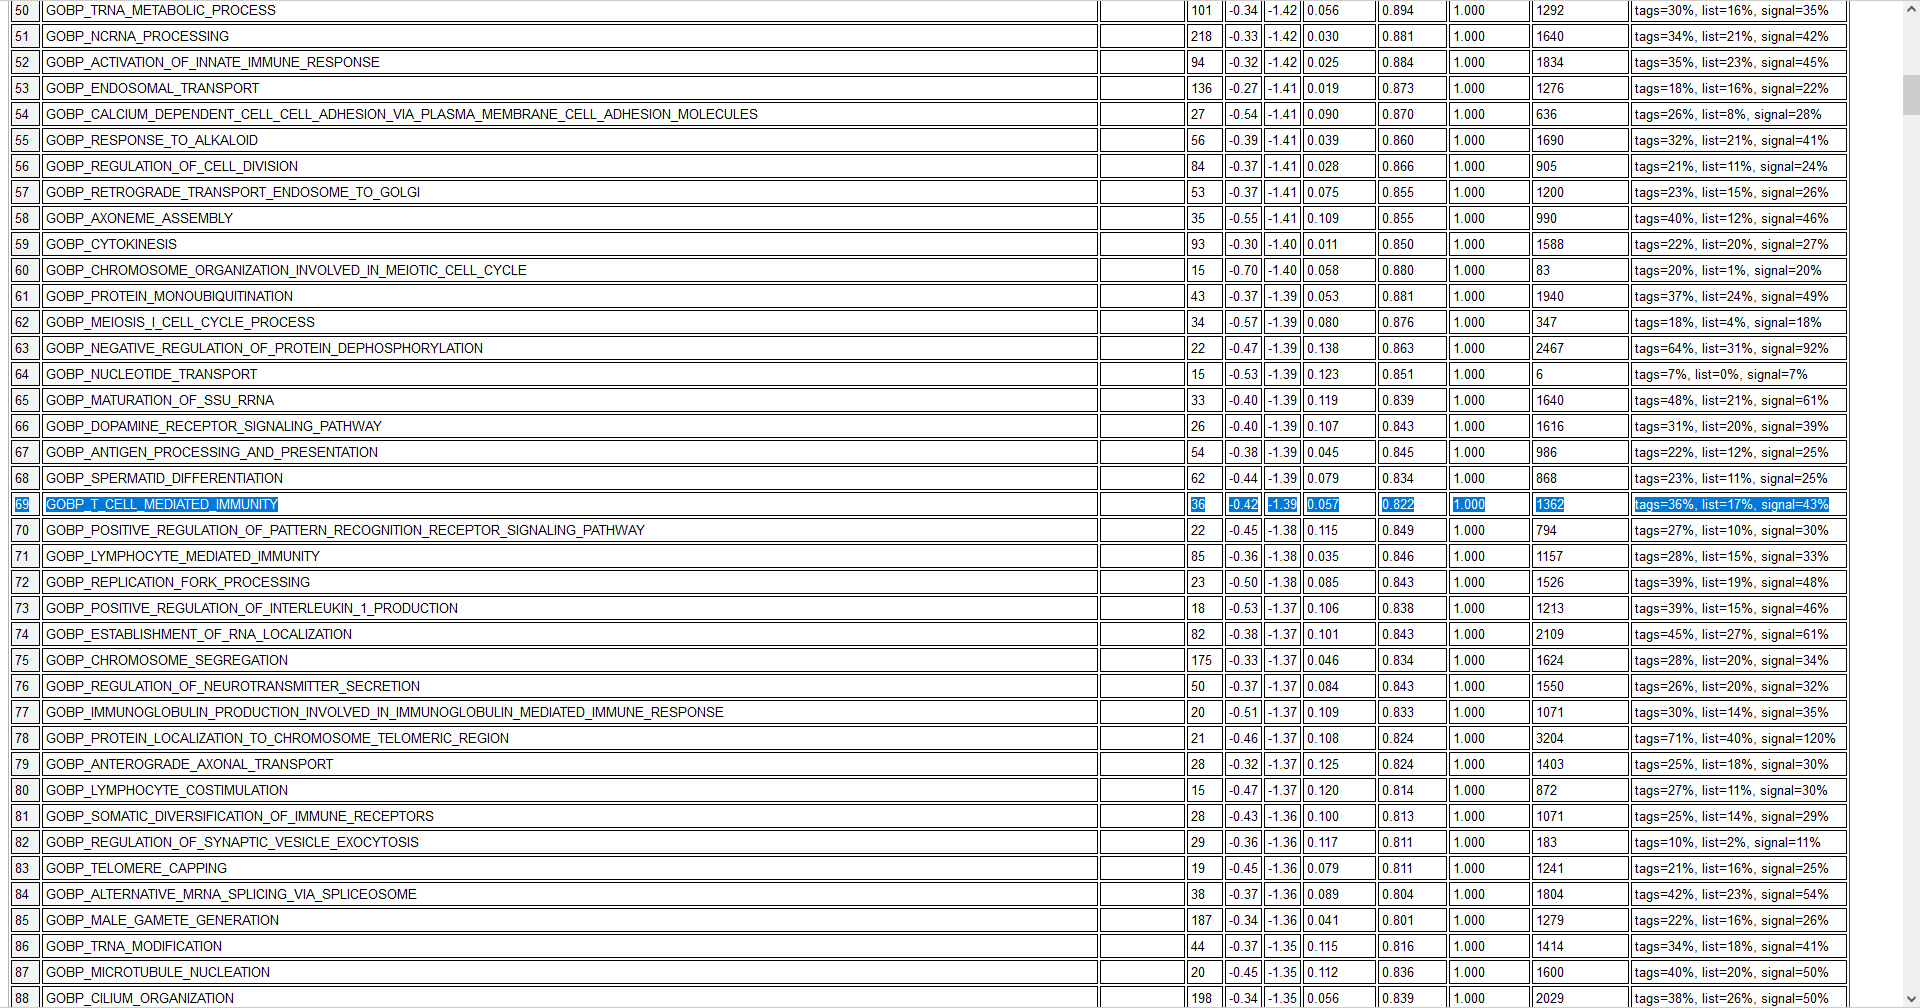 50 GOBP_TRNA_METABOLIC_PROCESS 101 -0.34 -1.42 0.056 0.894 1.000 1292 tags=30%, list=16%, signal=35%
51 GOBP_NCRNA_PROCESSING 218 -0.33 -1.42 0.030 0.881 1.000 1640 tags=34%, list=21%, signal=42%
52 GOBP_ACTIVATION_OF_INNATE_IMMUNE_RESPONSE 94 -0.32 -1.42 0.025 0.884 1.000 1834 tags=35%, list=23%, signal=45%
53 GOBP_ENDOSOMAL_TRANSPORT 136 -0.27 -1.41 0.019 0.873 1.000 1276 tags=18%, list=16%, signal=22%
54 GOBP_CALCIUM_DEPENDENT_CELL_CELL_ADHESION_VIA_PLASMA_MEMBRANE_CELL_ADHESION_MOLECULES 27 -0.54 -1.41 0.090 0.870 1.000 636 tags=26%, list=8%, signal=28%
55 GOBP_RESPONSE_TO_ALKALOID 56 -0.39 -1.41 0.039 0.860 1.000 1690 tags=32%, list=21%, signal=41%
56 GOBP_REGULATION_OF_CELL_DIVISION 84 -0.37 -1.41 0.028 0.866 1.000 905 tags=21%, list=11%, signal=24%
57 GOBP_RETROGRADE_TRANSPORT_ENDOSOME_TO_GOLGI 53 -0.37 -1.41 0.075 0.855 1.000 1200 tags=23%, list=15%, signal=26%
58 GOBP_AXONEME_ASSEMBLY 35 -0.55 -1.41 0.109 0.855 1.000 990 tags=40%, list=12%, signal=46%
59 GOBP_CYTOKINESIS 93 -0.30 -1.40 0.011 0.850 1.000 1588 tags=22%, list=20%, signal=27%
60 GOBP_CHROMOSOME_ORGANIZATION_INVOLVED_IN_MEIOTIC_CELL_CYCLE 15 -0.70 -1.40 0.058 0.880 1.000 83 tags=20%, list=1%, signal=20%
61 GOBP_PROTEIN_MONOUBIQUITINATION 43 -0.37 -1.39 0.053 0.881 1.000 1940 tags=37%, list=24%, signal=49%
62 GOBP_MEIOSIS_I_CELL_CYCLE_PROCESS 34 -0.57 -1.39 0.080 0.876 1.000 347 tags=18%, list=4%, signal=18%
63 GOBP_NEGATIVE_REGULATION_OF_PROTEIN_DEPHOSPHORYLATION 22 -0.47 -1.39 0.138 0.863 1.000 2467 tags=64%, list=31%, signal=92%
64 GOBP_NUCLEOTIDE_TRANSPORT 15 -0.53 -1.39 0.123 0.851 1.000 6 tags=7%, list=0%, signal=7%
65 GOBP_MATURATION_OF_SSU_RRNA 33 -0.40 -1.39 0.119 0.839 1.000 1640 tags=48%, list=21%, signal=61%
66 GOBP_DOPAMINE_RECEPTOR_SIGNALING_PATHWAY 26 -0.40 -1.39 0.107 0.843 1.000 1616 tags=31%, list=20%, signal=39%
67 GOBP_ANTIGEN_PROCESSING_AND_PRESENTATION 54 -0.38 -1.39 0.045 0.845 1.000 986 tags=22%, list=12%, signal=25%
68 GOBP_SPERMATID_DIFFERENTIATION 62 -0.44 -1.39 0.079 0.834 1.000 868 tags=23%, list=11%, signal=25%
69 GOBP_T_CELL_MEDIATED_IMMUNITY 36 -0.42 -1.39 0.057 0.822 1.000 1362 tags=36%, list=17%, signal=43%
70 GOBP_POSITIVE_REGULATION_OF_PATTERN_RECOGNITION_RECEPTOR_SIGNALING_PATHWAY 22 -0.45 -1.38 0.115 0.849 1.000 794 tags=27%, list=10%, signal=30%
71 GOBP_LYMPHOCYTE_MEDIATED_IMMUNITY 85 -0.36 -1.38 0.035 0.846 1.000 1157 tags=28%, list=15%, signal=33%
72 GOBP_REPLICATION_FORK_PROCESSING 23 -0.50 -1.38 0.085 0.843 1.000 1526 tags=39%, list=19%, signal=48%
73 GOBP_POSITIVE_REGULATION_OF_INTERLEUKIN_1_PRODUCTION 18 -0.53 -1.37 0.106 0.838 1.000 1213 tags=39%, list=15%, signal=46%
74 GOBP_ESTABLISHMENT_OF_RNA_LOCALIZATION 82 -0.38 -1.37 0.101 0.843 1.000 2109 tags=45%, list=27%, signal=61%
75 GOBP_CHROMOSOME_SEGREGATION 175 -0.33 -1.37 0.046 0.834 1.000 1624 tags=28%, list=20%, signal=34%
76 GOBP_REGULATION_OF_NEUROTRANSMITTER_SECRETION 50 -0.37 -1.37 0.084 0.843 1.000 1550 tags=26%, list=20%, signal=32%
77 GOBP_IMMUNOGLOBULIN_PRODUCTION_INVOLVED_IN_IMMUNOGLOBULIN_MEDIATED_IMMUNE_RESPONSE 20 -0.51 -1.37 0.109 0.833 1.000 1071 tags=30%, list=14%, signal=35%
78 GOBP_PROTEIN_LOCALIZATION_TO_CHROMOSOME_TELOMERIC_REGION 21 -0.46 -1.37 0.108 0.824 1.000 3204 tags=71%, list=40%, signal=120%
79 GOBP_ANTEROGRADE_AXONAL_TRANSPORT 28 -0.32 -1.37 0.125 0.824 1.000 1403 tags=25%, list=18%, signal=30%
80 GOBP_LYMPHOCYTE_COSTIMULATION 15 -0.47 -1.37 0.120 0.814 1.000 872 tags=27%, list=11%, signal=30%
81 GOBP_SOMATIC_DIVERSIFICATION_OF_IMMUNE_RECEPTORS 28 -0.43 -1.36 0.100 0.813 1.000 1071 tags=25%, list=14%, signal=29%
82 GOBP_REGULATION_OF_SYNAPTIC_VESICLE_EXOCYTOSIS 29 -0.36 -1.36 0.117 0.811 1.000 183 tags=10%, list=2%, signal=11%
83 GOBP_TELOMERE_CAPPING 19 -0.45 -1.36 0.079 0.811 1.000 1241 tags=21%, list=16%, signal=25%
84 GOBP_ALTERNATIVE_MRNA_SPLICING_VIA_SPLICEOSOME 38 -0.37 -1.36 0.089 0.804 1.000 1804 tags=42%, list=23%, signal=54%
85 GOBP_MALE_GAMETE_GENERATION 187 -0.34 -1.36 0.041 0.801 1.000 1279 tags=22%, list=16%, signal=26%
86 GOBP_TRNA_MODIFICATION 44 -0.37 -1.35 0.115 0.816 1.000 1414 tags=34%, list=18%, signal=41%
87 GOBP_MICROTUBULE_NUCLEATION 20 -0.45 -1.35 0.112 0.836 1.000 1600 tags=40%, list=20%, signal=50%
88 GOBP_CILIUM_ORGANIZATION 198 -0.34 -1.35 0.056 0.839 1.000 2029 tags=38%, list=26%, signal=50%